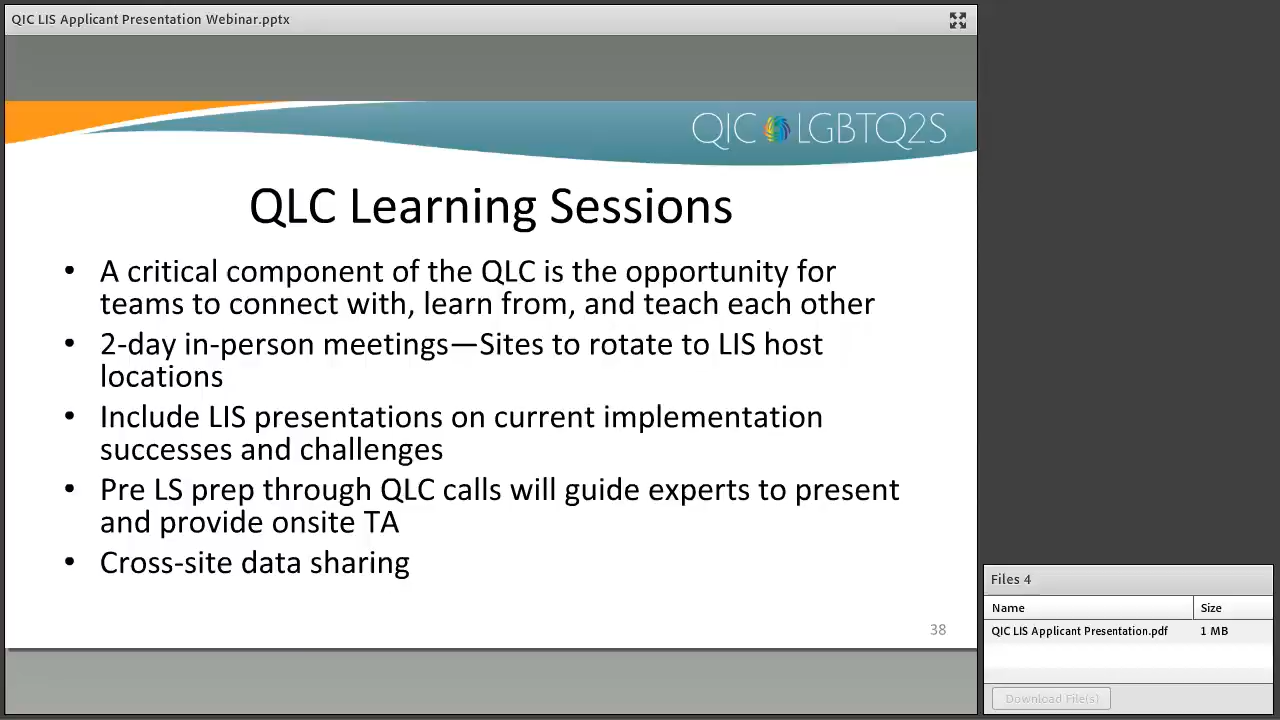 QIC LIS Applicant Presentation Webinar.pptx
QIC LGBTQ2S
QLC Learning Sessions
• A critical component of the QLC is the opportunity for
teams to connect with, learn from, and teach each other
• 2-day in-person meetings—Sites to rotate to LIS host
locations
• Include LIS presentations on current implementation
successes and challenges
• Pre LS prep through QLC calls will guide experts to present
and provide onsite TA
• Cross-site data sharing
38
Files 4
Name Size
QIC LIS Applicant Presentation.pdf 1 MB
Download File(s)